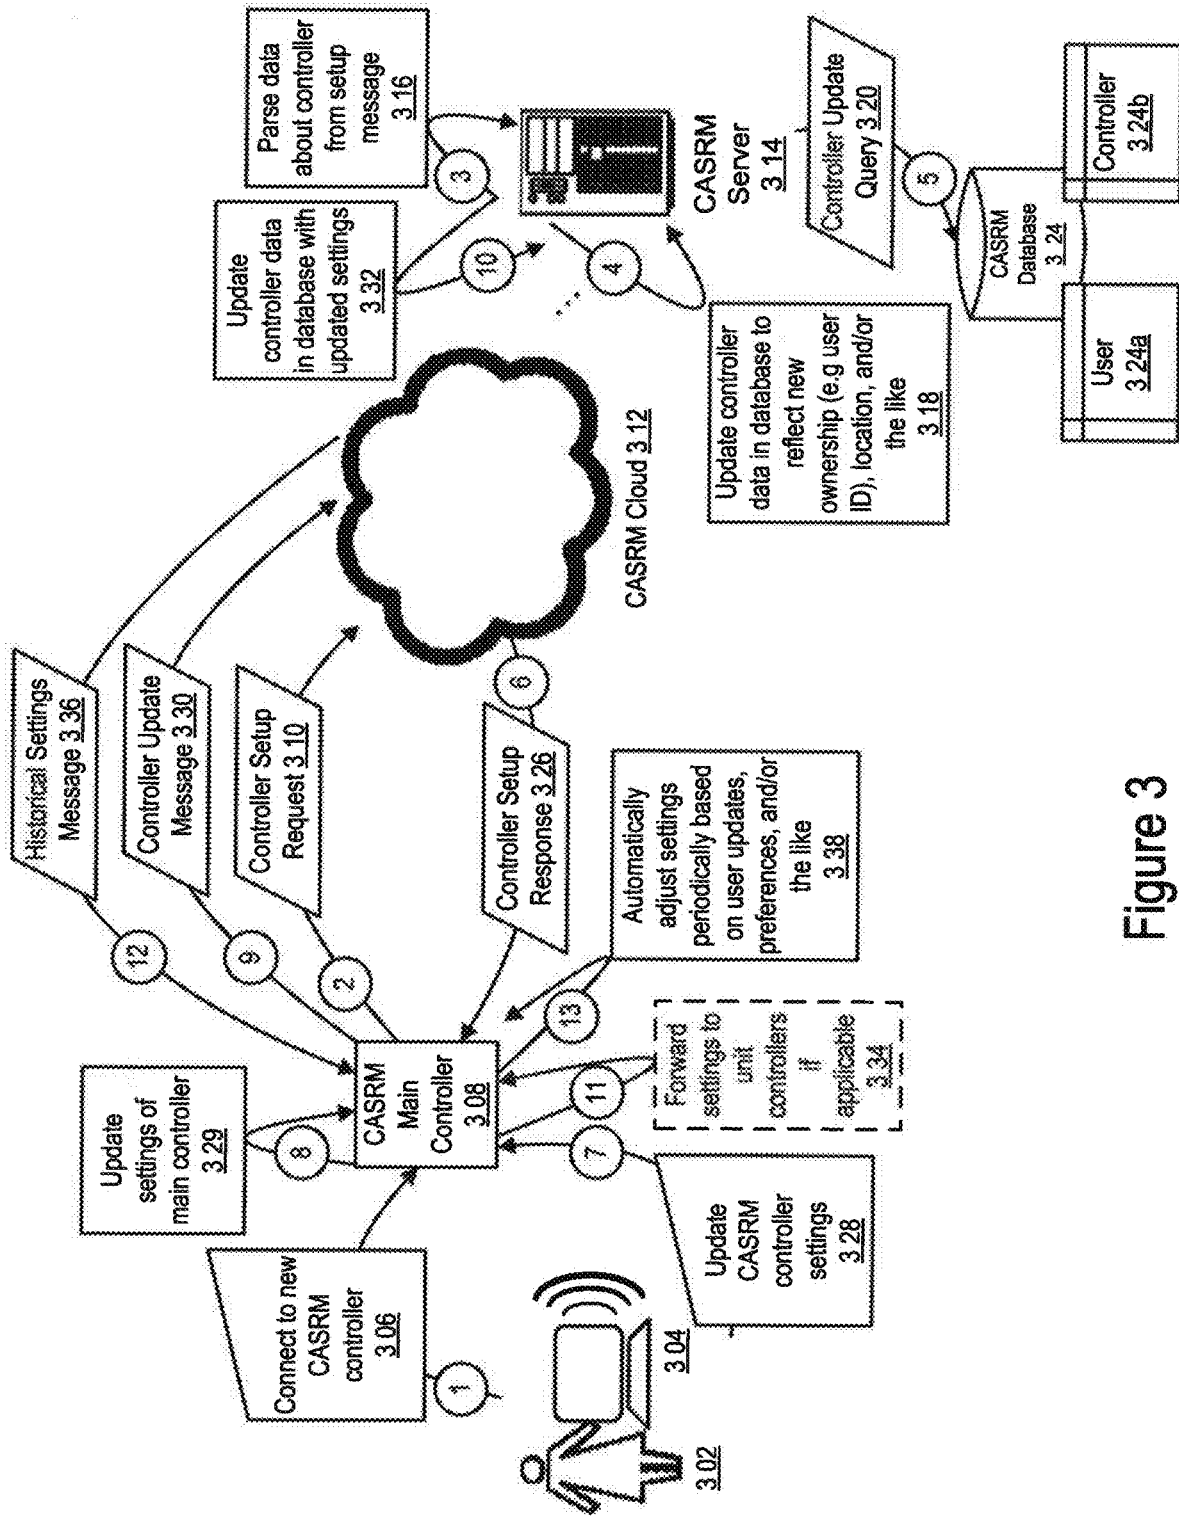 Connect to new
CASRM
controller
3 06
1
3 02
3 04
Update
settings of
main controller
3 29
8
CASRM
Main
Controller
3 08
7
Update
CASRM
controller
settings
3 28
11
Forward
settings to
unit
controllers
if
applicable
3 34
13
Automatically
adjust settings
periodically based
on user updates,
preferences, and/or
the like
3 38
12
Historical Settings
Message 3 36
9
Controller Update
Message 3 30
2
Controller Setup
Request 3 10
Controller Setup
Response 3 26
6
CASRM Cloud 3 12
Update
controller data
in database with
updated settings
3 32
10
Parse data
about controller
from setup
message
3 16
3
4
CASRM
Server
3 14
Update controller
data in database to
reflect new
ownership (e.g user
ID), location, and/or
the like
3 18
Controller Update
Query 3 20
5
CASRM
Database
3 24
User
3 24a
Controller
3 24b
Figure 3